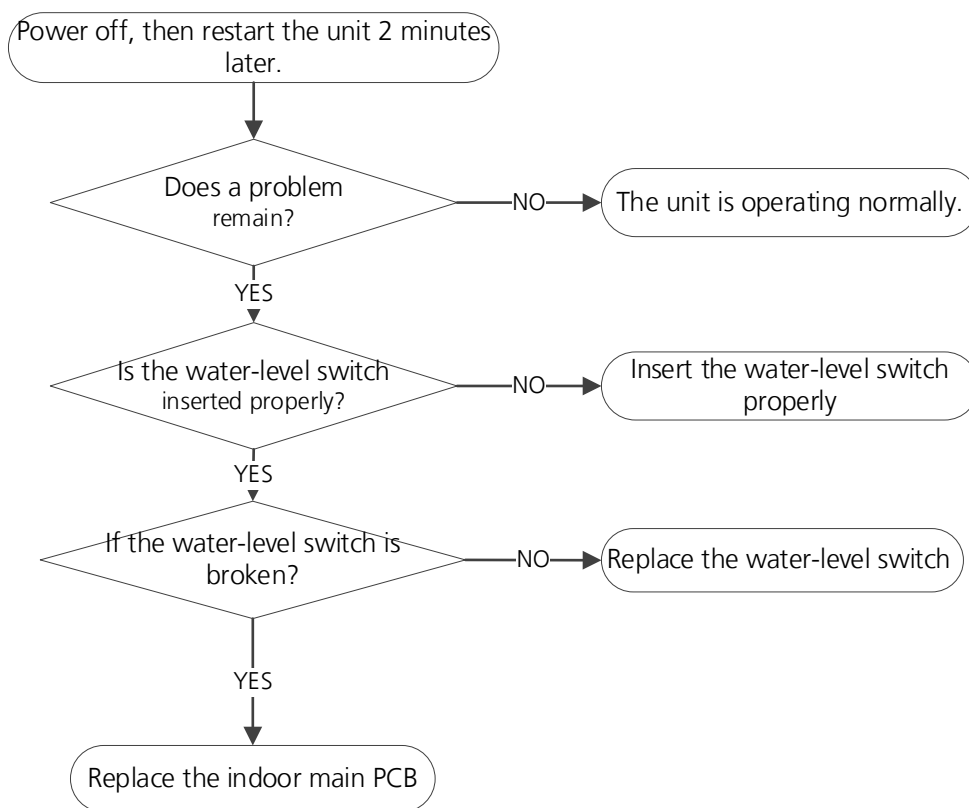 Power off, then restart the unit 2 minutes
later.
Does a problem
remain?
NO
The unit is operating normally.
YES
Is the water-level switch
inserted properly?
NO
Insert the water-level switch
properly
YES
If the water-level switch is
broken?
NO
Replace the water-level switch
YES
Replace the indoor main PCB